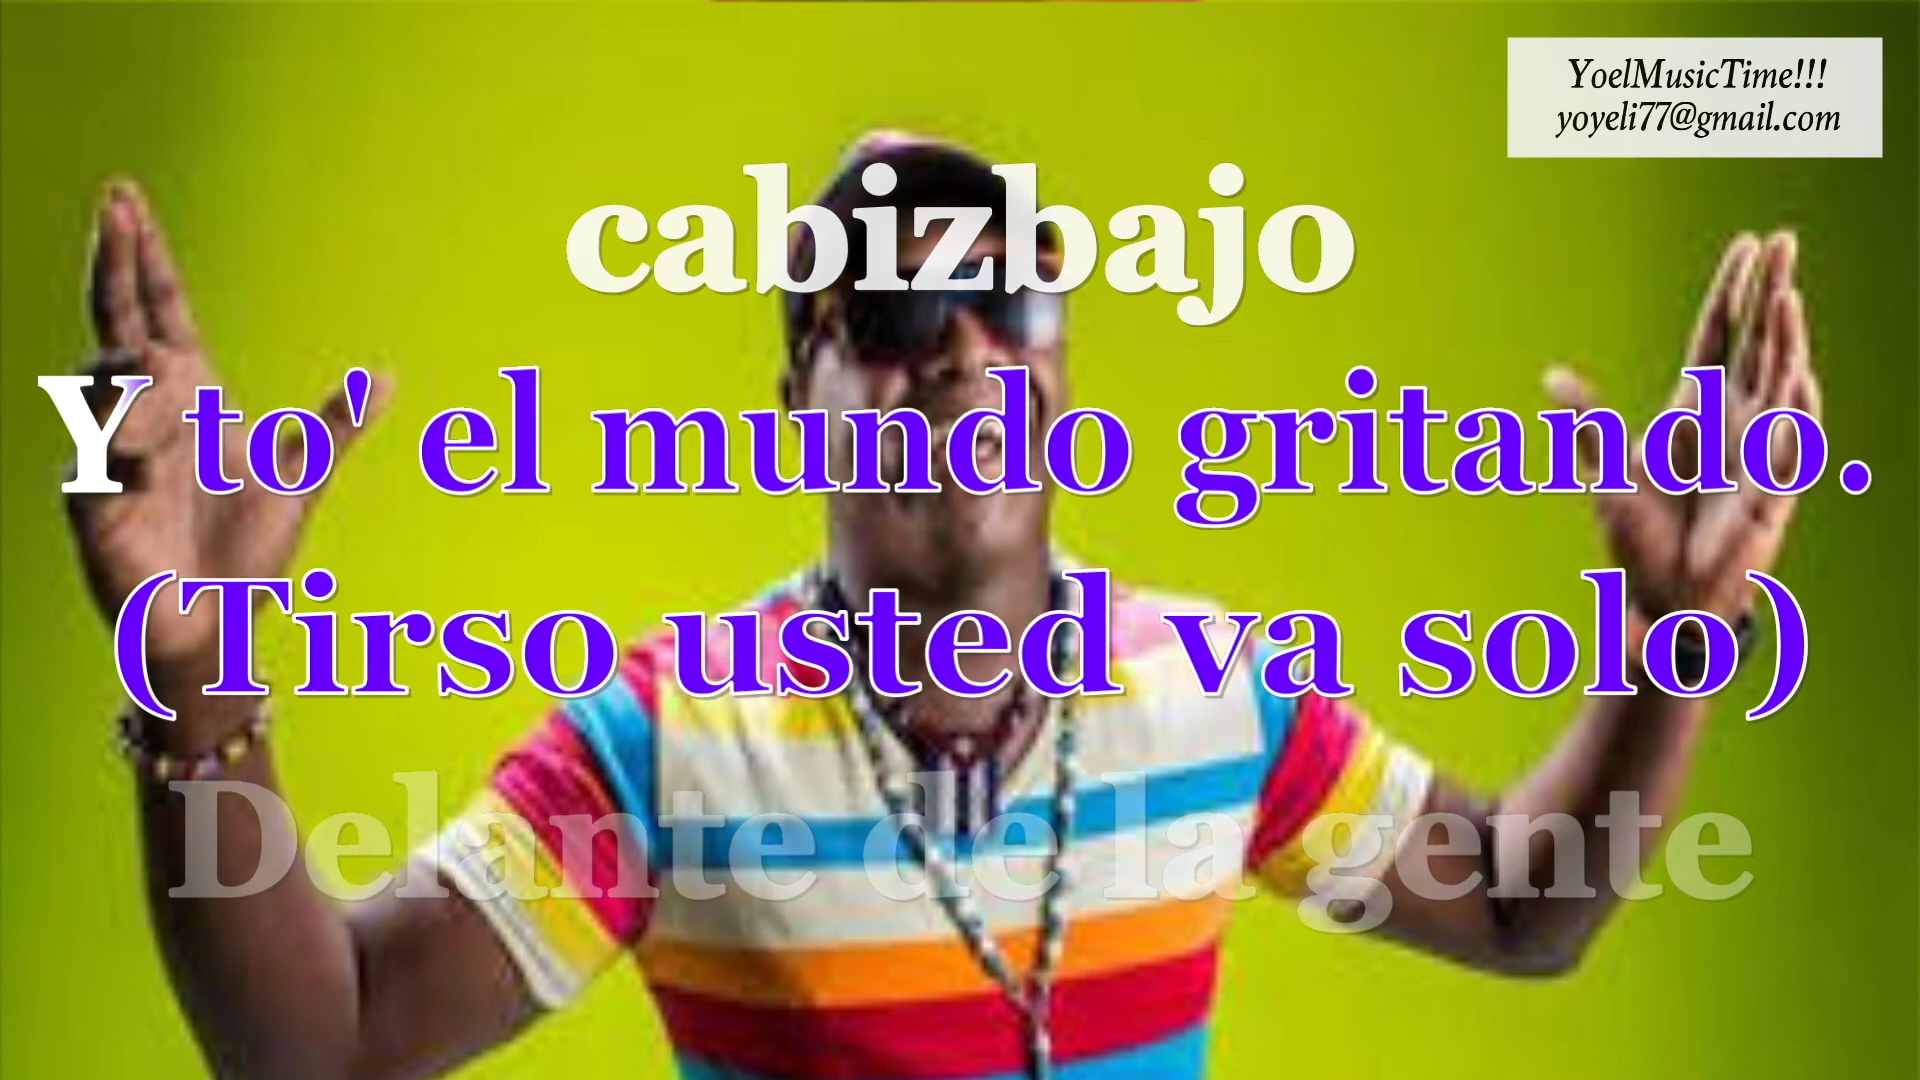 YoelMusicTime!!!
yoyeli77@gmail.com
cabizbajo
Y to' el mundo gritando.
(Tirso usted va solo)
Delante de la gente